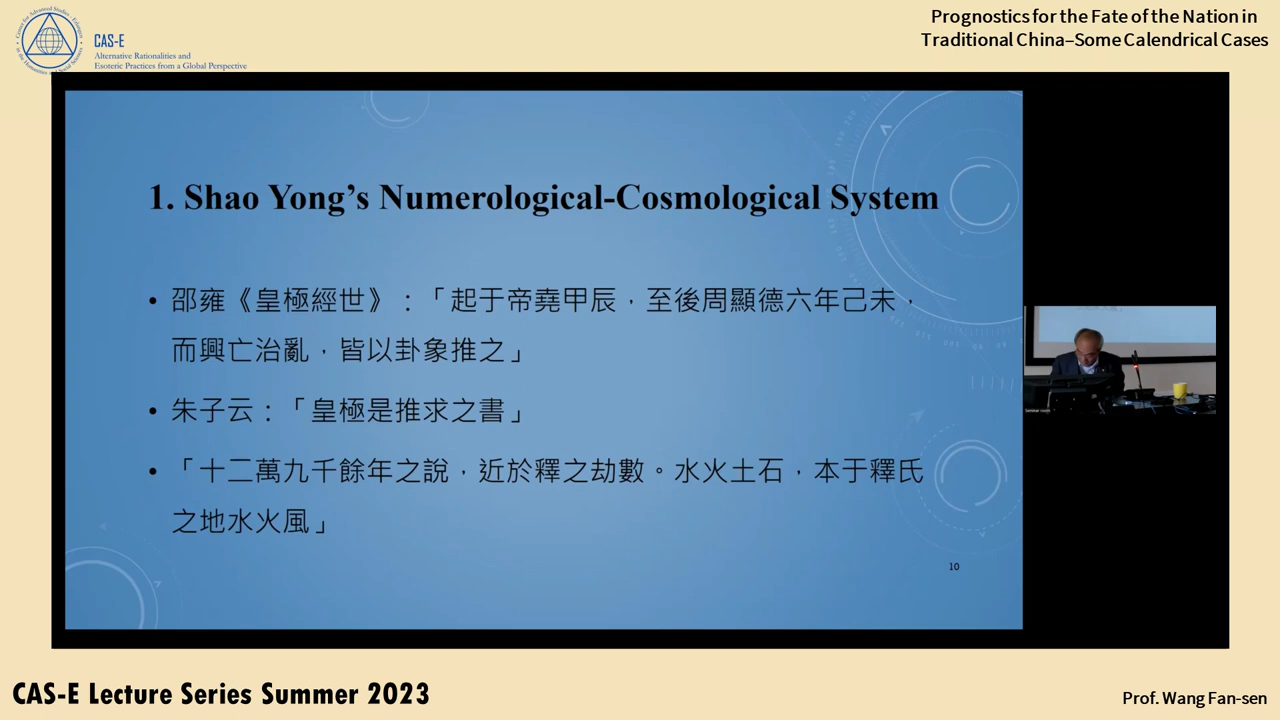 CAS-E
Alternative Rationalities and
Esoteric Practices from a Global Perspective
Prognostics for the Fate of the Nation in
Traditional China–Some Calendrical Cases
1. Shao Yong’s Numerological-Cosmological System
• 邵雍《皇極經世》：「起于帝堯甲辰，至後周顯德六年己未，
而興亡治亂，皆以卦象推之」
• 朱子云：「皇極是推求之書」
• 「十二萬九千餘年之說，近於釋之劫數。水火土石，本于釋氏
之地水火風」
10
CAS-E Lecture Series Summer 2023
Prof. Wang Fan-sen